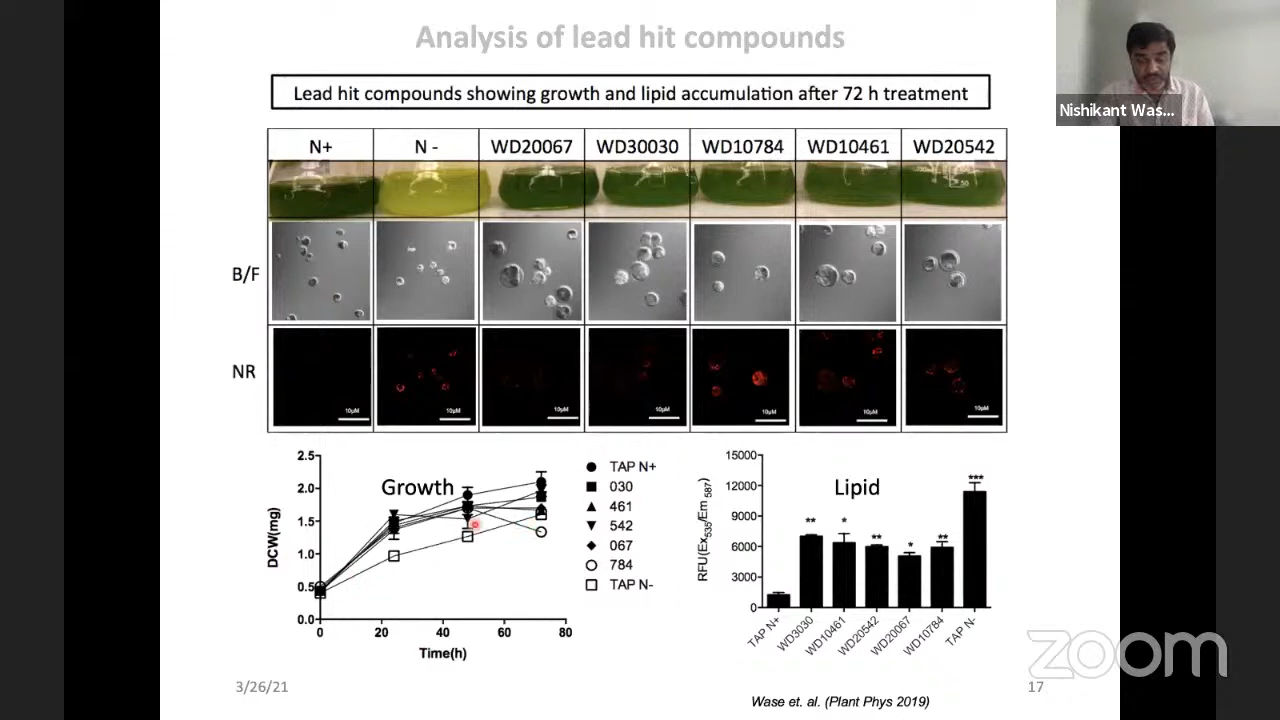 Analysis of lead hit compounds
Nishikant Was...
Lead hit compounds showing growth and lipid accumulation after 72 h treatment
N+ N - WD20067 WD30030 WD10784 WD10461 WD20542
B/F
NR
10µM 10µM 10µM 10µM 10µM 10µM 10µM
Growth
DCW(mg)
2.5
2.0
1.5
1.0
0.5
0.0
0 20 40 60 80
Time(h)
TAP N+
030
461
542
067
784
TAP N-
Lipid
RFU(Ex535/Em 587)
15000
12000
9000
6000
3000
0
** * ** * ** ***
TAP N+ WD3030 WD10461 WD20542 WD20067 WD10784 TAP N-
zoom
3/26/21
17
Wase et. al. (Plant Phys 2019)